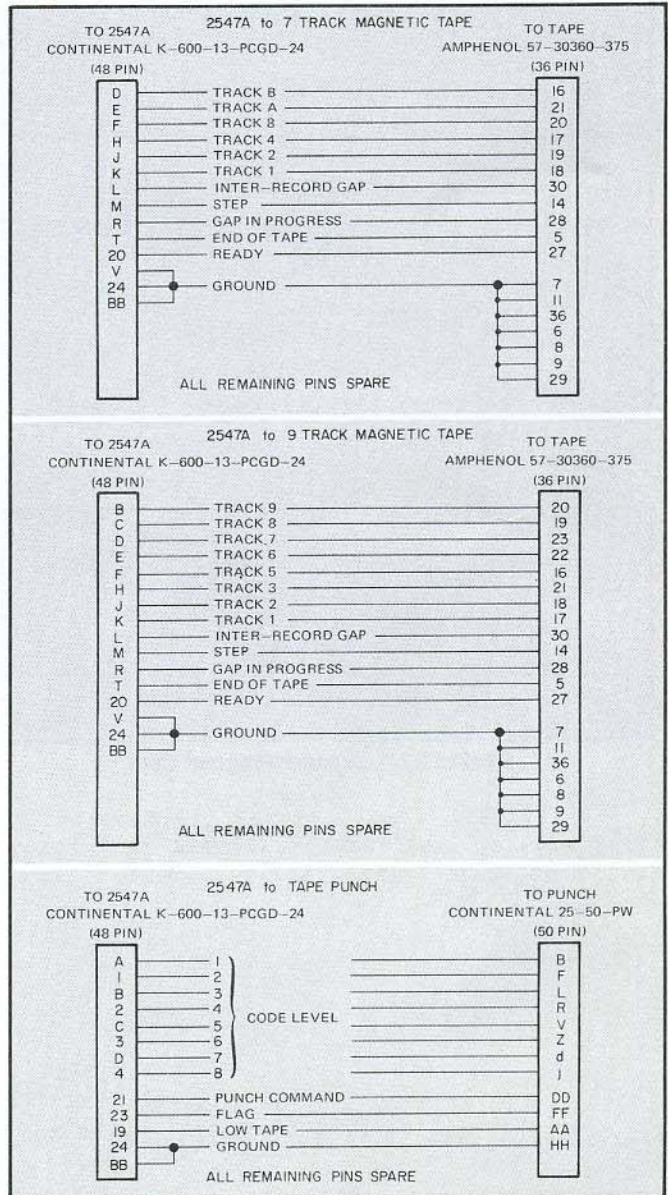 2547A to 7 TRACK MAGNETIC TAPE
TO 2547A TO TAPE
CONTINENTAL K-600-13-PCGD-24 AMPHENOL 57-30360-375
(48 PIN) (36 PIN)
D TRACK B 16
E TRACK A 21
F TRACK 8 20
H TRACK 4 17
J TRACK 2 19
K TRACK 1 18
L INTER-RECORD GAP 30
M STEP 14
R GAP IN PROGRESS 28
T END OF TAPE 5
20 READY 27
V
24 GROUND 7
BB 11
36
6
8
9
29
ALL REMAINING PINS SPARE
2547A to 9 TRACK MAGNETIC TAPE
TO 2547A TO TAPE
CONTINENTAL K-600-13-PCGD-24 AMPHENOL 57-30360-375
(48 PIN) (36 PIN)
B TRACK 9 20
C TRACK 8 19
D TRACK 7 23
E TRACK 6 22
F TRACK 5 16
H TRACK 3 21
J TRACK 2 18
K TRACK 1 17
L INTER-RECORD GAP 30
M STEP 14
R GAP IN PROGRESS 28
T END OF TAPE 5
20 READY 27
V
24 GROUND 7
BB 11
36
6
8
9
29
ALL REMAINING PINS SPARE
2547A to TAPE PUNCH
TO 2547A TO PUNCH
CONTINENTAL K-600-13-PCGD-24 CONTINENTAL 25-50-PW
(48 PIN) (50 PIN)
A 1 B
1 2 F
B 3 L
2 4 R
CODE LEVEL
C 5 V
3 6 Z
D 7 d
4 8 j
21 PUNCH COMMAND DD
23 FLAG FF
19 LOW TAPE AA
24 GROUND HH
BB
ALL REMAINING PINS SPARE